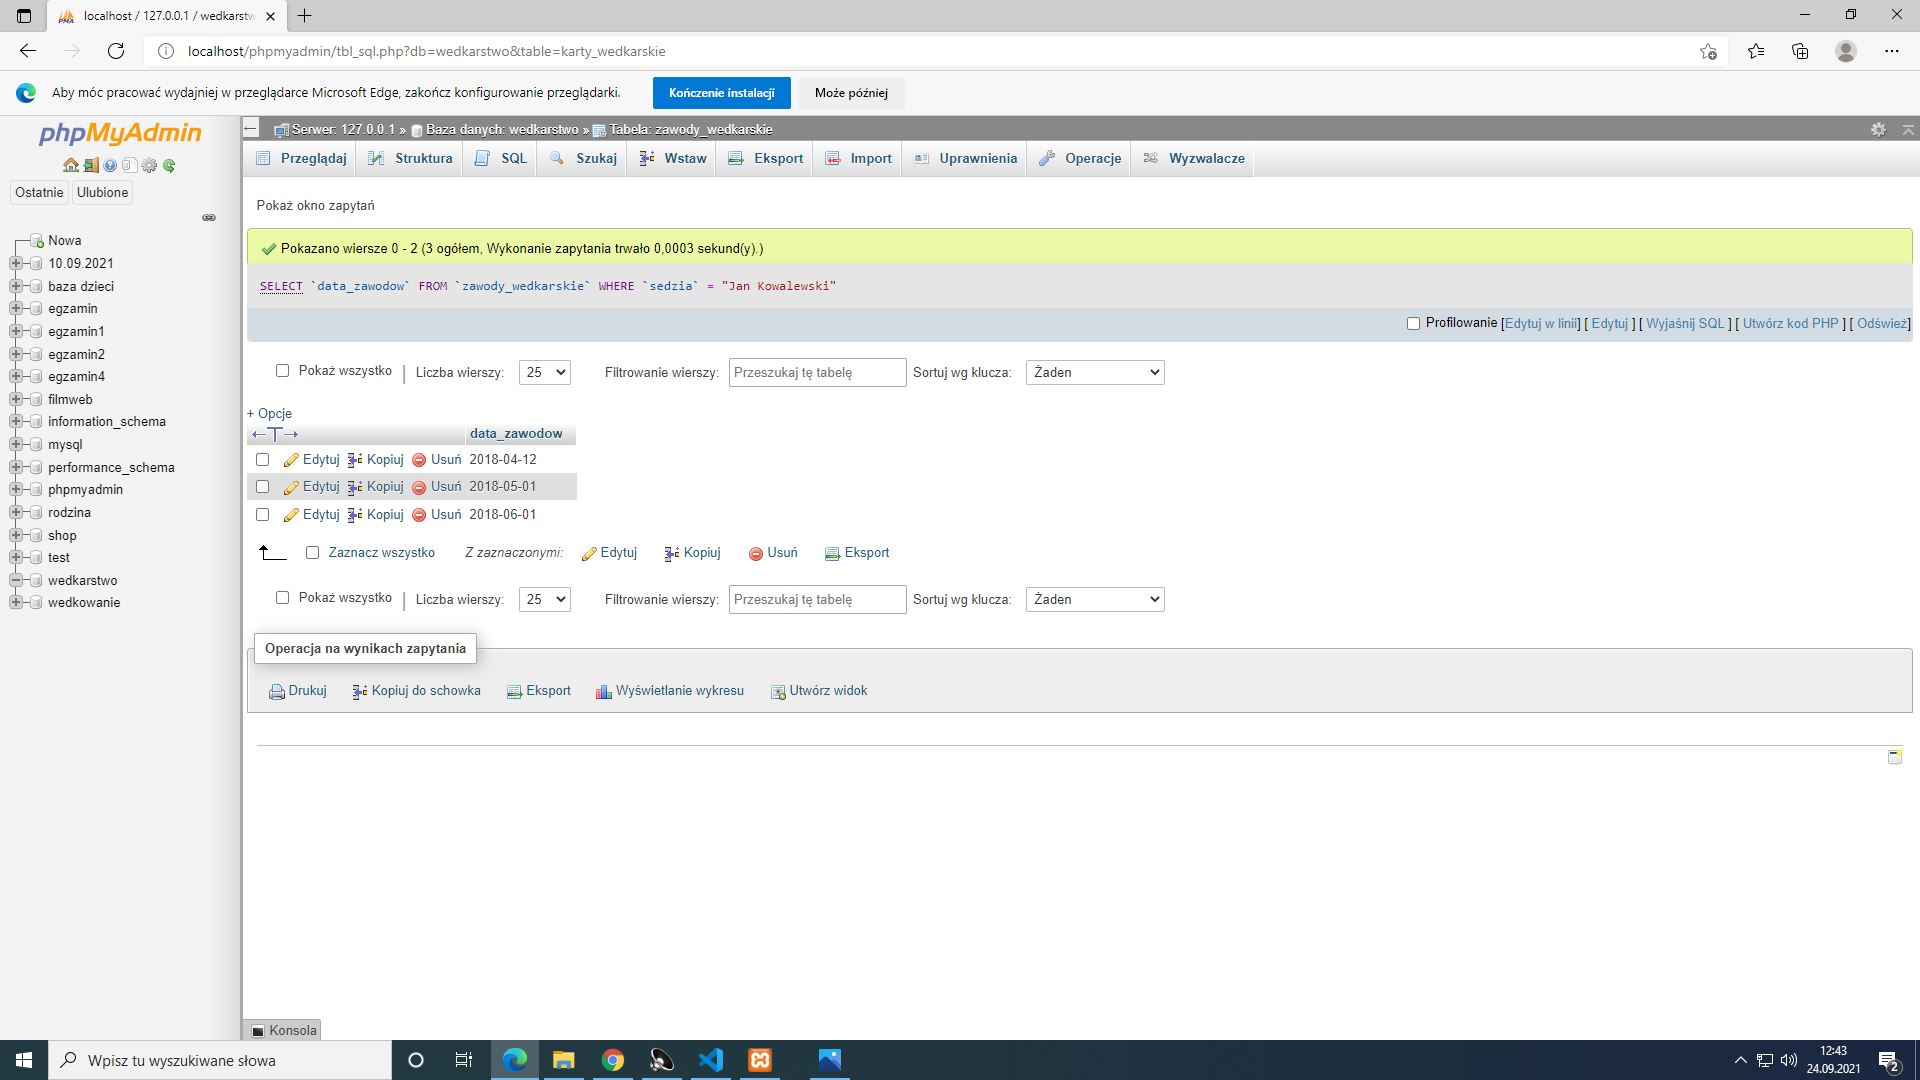 localhost / 127.0.0.1 / wedkarstw
localhost/phpmyadmin/tbl_sql.php?db=wedkarstwo&table=karty_wedkarskie
Aby móc pracować wydajniej w przeglądarce Microsoft Edge, zakończ konfigurowanie przeglądarki.
Kończenie instalacji
Może później
phpMyAdmin
Ostatnie
Ulubione
Nowa
10.09.2021
baza dzieci
egzamin
egzamin1
egzamin2
egzamin4
filmweb
information_schema
mysql
performance_schema
phpmyadmin
rodzina
shop
test
wedkarstwo
wedkowanie
Serwer: 127.0.0.1 » Baza danych: wedkarstwo » Tabela: zawody_wedkarskie
Przeglądaj Struktura SQL Szukaj Wstaw Eksport Import Uprawnienia Operacje Wyzwalacze
Pokaż okno zapytań
Pokazano wiersze 0 - 2 (3 ogółem, Wykonanie zapytania trwało 0,0003 sekund(y).)
SELECT `data_zawodow` FROM `zawody_wedkarskie` WHERE `sedzia` = "Jan Kowalewski"
Profilowanie [Edytuj w linii] [ Edytuj ] [ Wyjaśnij SQL ] [ Utwórz kod PHP ] [ Odśwież]
Pokaż wszystko | Liczba wierszy: 25 Filtrowanie wierszy: Przeszukaj tę tabelę Sortuj wg klucza: Żaden
+ Opcje
←T→ data_zawodow
Edytuj Kopiuj Usuń 2018-04-12
Edytuj Kopiuj Usuń 2018-05-01
Edytuj Kopiuj Usuń 2018-06-01
Zaznacz wszystko Z zaznaczonymi: Edytuj Kopiuj Usuń Eksport
Pokaż wszystko | Liczba wierszy: 25 Filtrowanie wierszy: Przeszukaj tę tabelę Sortuj wg klucza: Żaden
Operacja na wynikach zapytania
Drukuj Kopiuj do schowka Eksport Wyświetlanie wykresu Utwórz widok
Konsola
Wpisz tu wyszukiwane słowa
12:43
24.09.2021
2